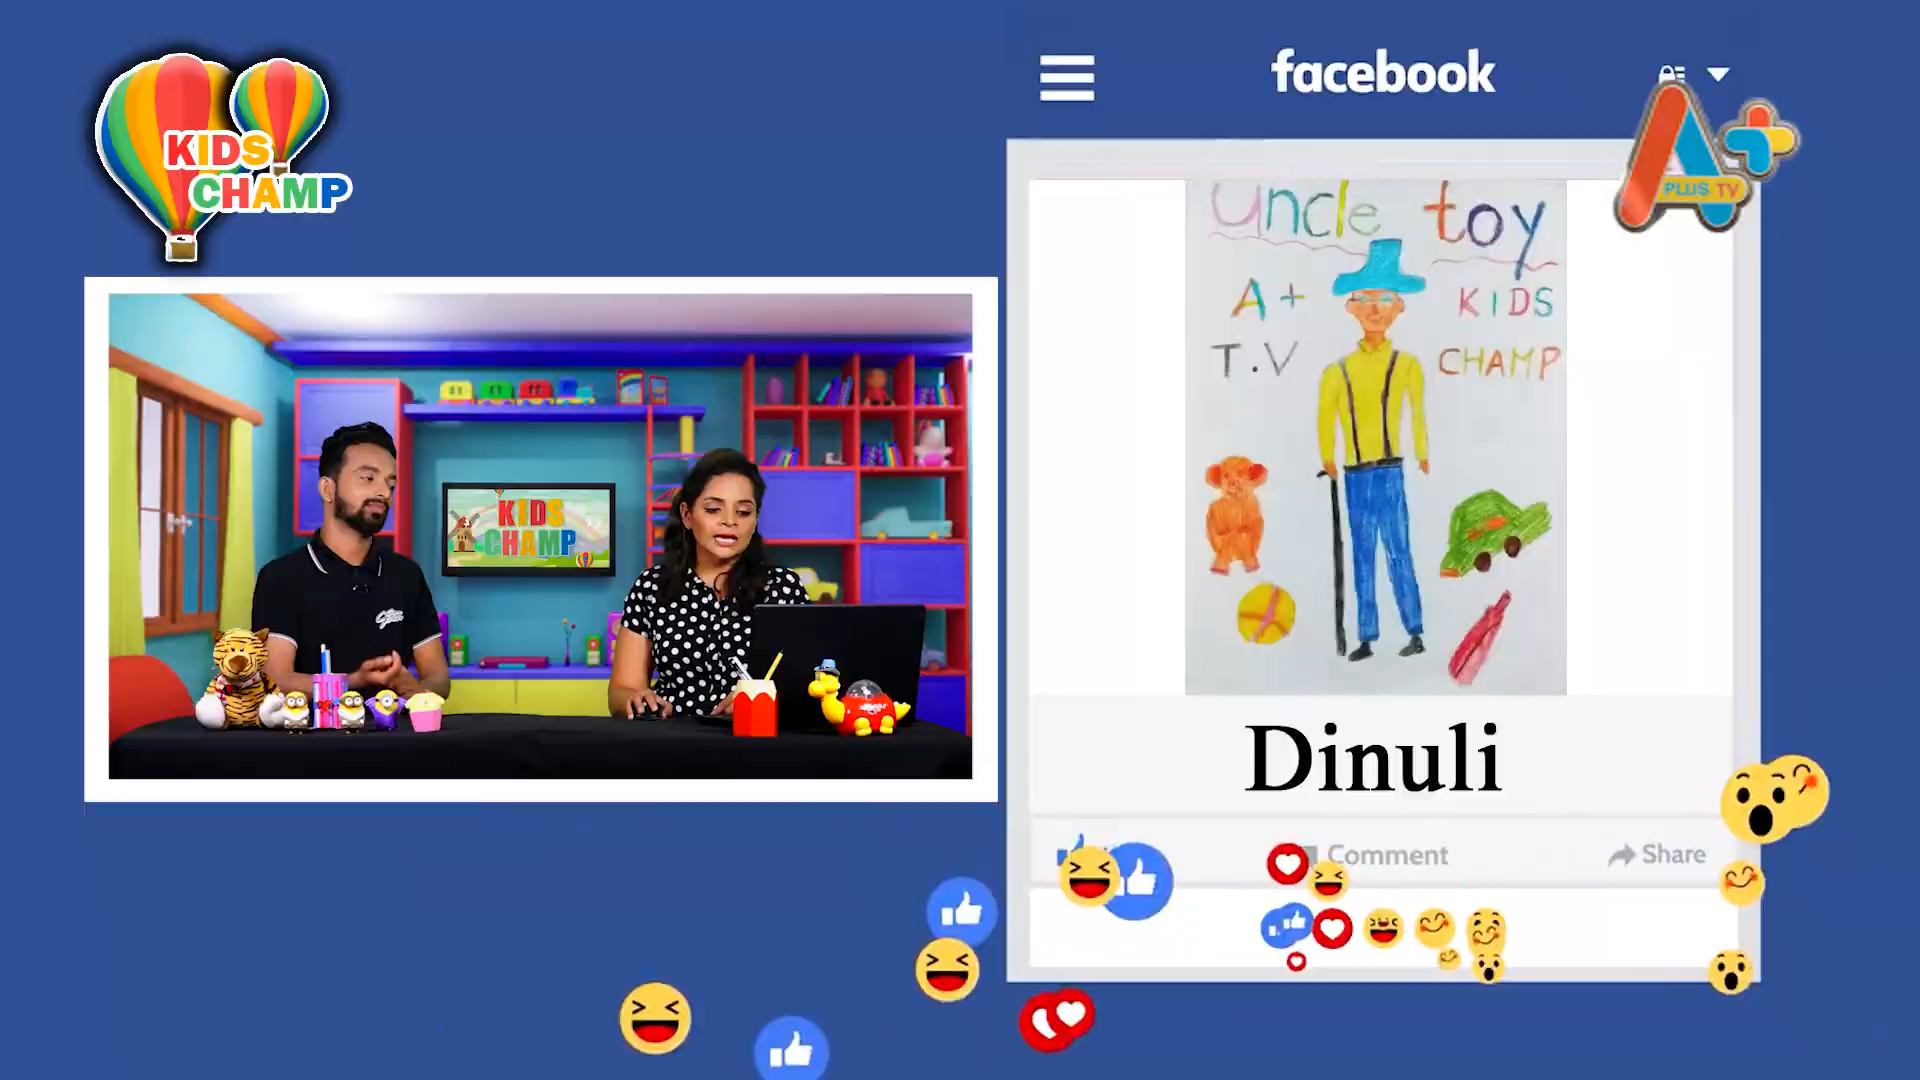 KIDS
CHAMP
facebook
A+
PLUS TV
uncle toy
A + KIDS
T.V CHAMP
KIDS
CHAMP
Dinuli
Comment
Share